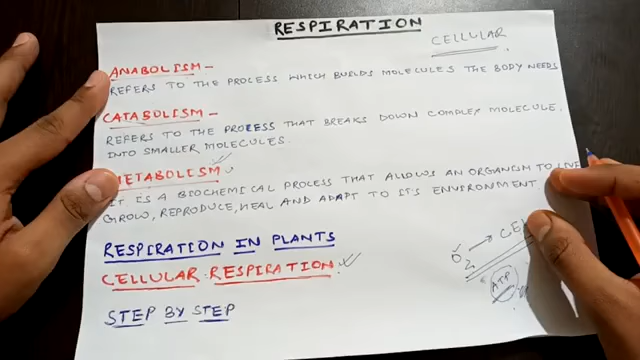 RESPIRATION
CELLULAR
ANABOLISM -
REFERS TO THE PROCESS WHICH BUILDS MOLECULES THE BODY NEEDS
CATABOLISM -
REFERS TO THE PROCESS THAT BREAKS DOWN COMPLEX MOLECULE.
INTO SMALLER MOLECULES.
METABOLISM
IT IS A BIOCHEMICAL PROCESS THAT ALLOWS AN ORGANISM TO LIVE
GROW, REPRODUCE, HEAL AND ADAPT TO ITS ENVIRONMENT.
RESPIRATION IN PLANTS
O2 → CE
CELLULAR RESPIRATION
ATP
STEP BY STEP